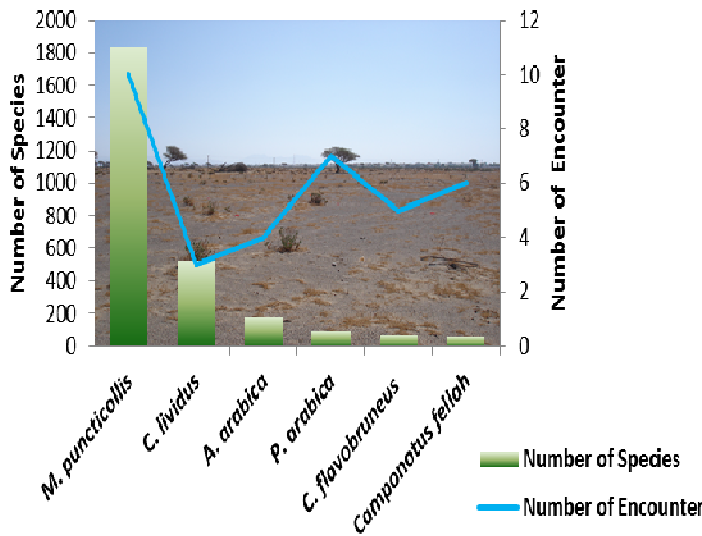 2000
1800
1600
1400
1200
1000
800
600
400
200
0
Number of Species
12
10
8
6
4
2
0
Number of Encounter
M. puncticollis
C. lividus
A. arabica
P. arabica
C. flavobruneus
Camponotus fellah
Number of Species
Number of Encounter